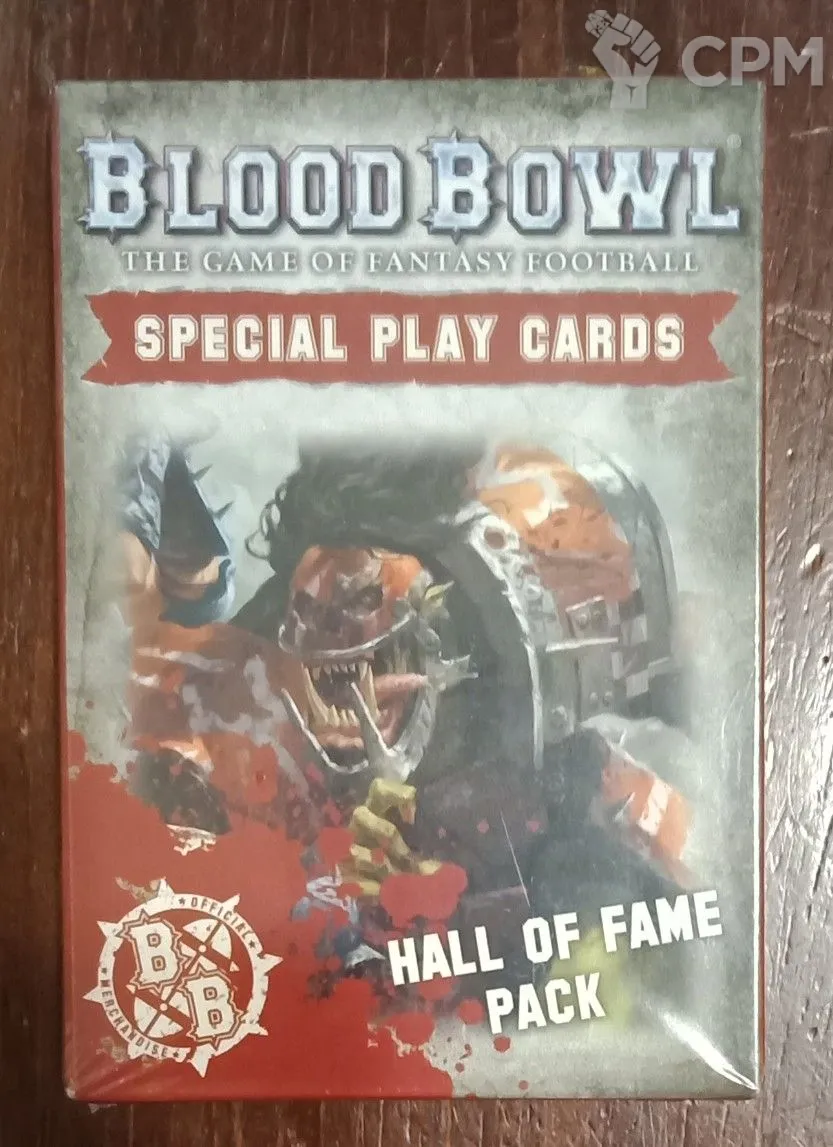 CPM
BLOOD BOWL®
THE GAME OF FANTASY FOOTBALL
SPECIAL PLAY CARDS
HALL OF FAME
PACK
OFFICIAL
BB
MERCHANDISE